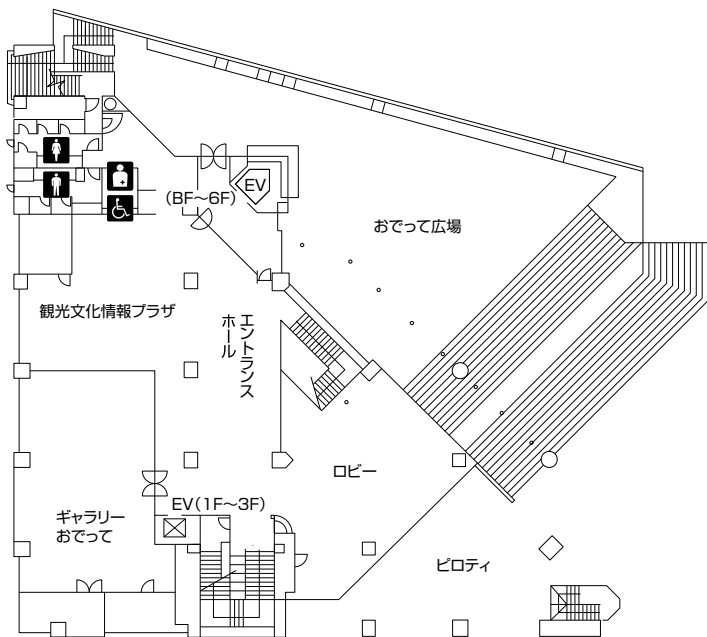 EV
(BF~6F)
おでって広場
観光文化情報プラザ
エントランス
ホール
ロビー
EV(1F~3F)
ギャラリー
おでって
ピロティ